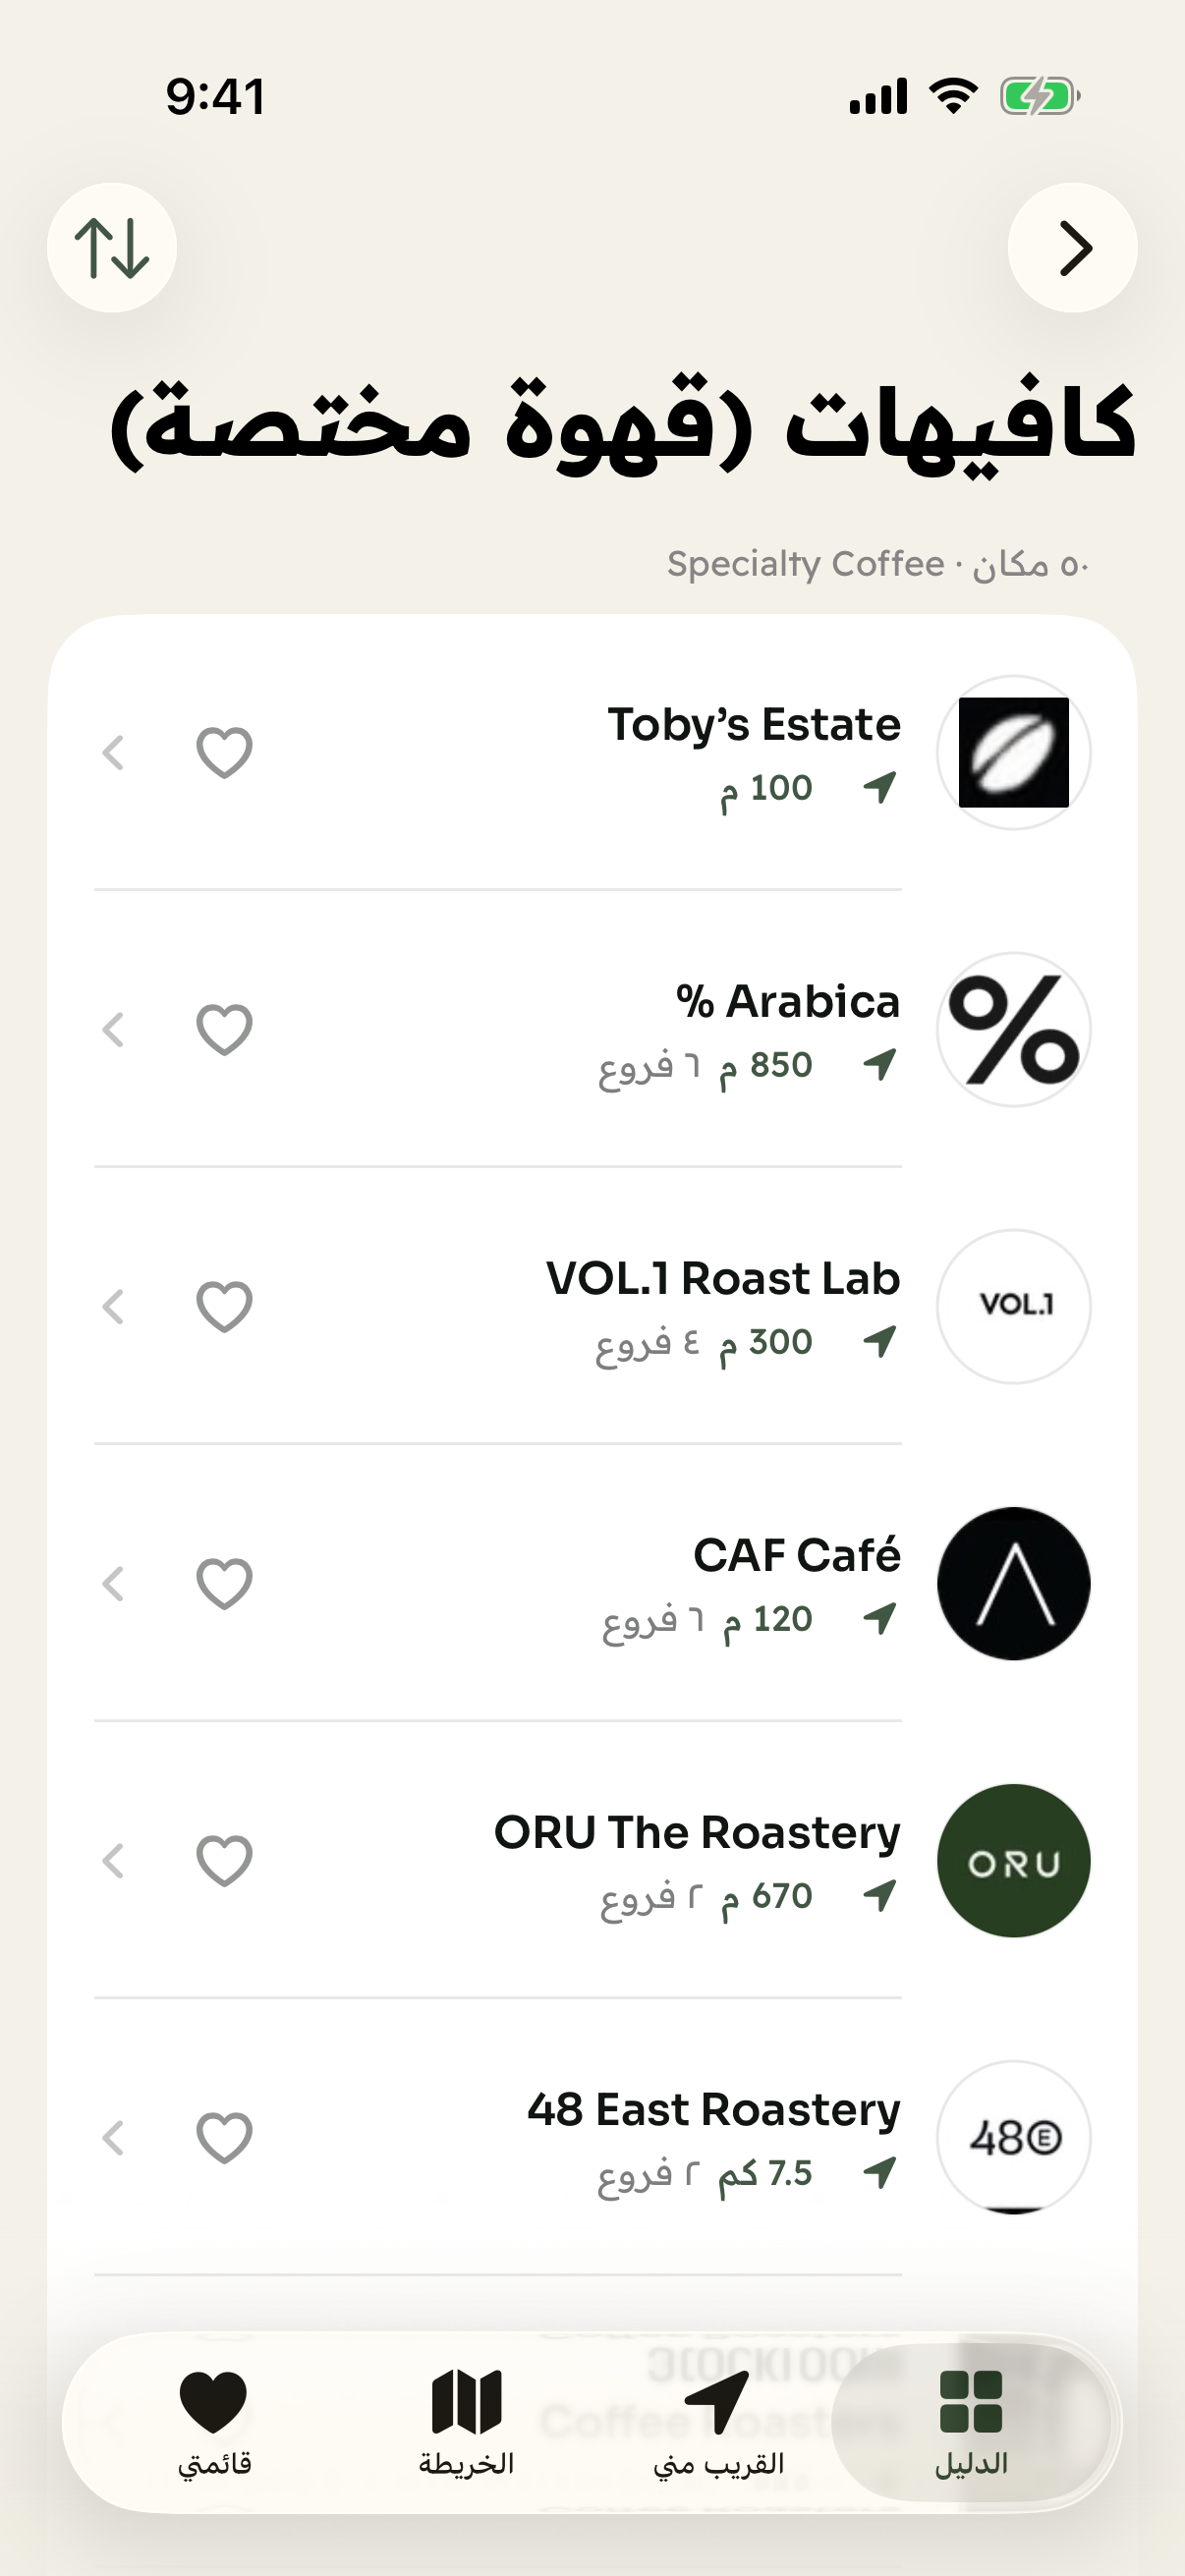 9:41
كافيهات (قهوة مختصة)
٥٠ مكان · Specialty Coffee
Toby’s Estate
100 م
% Arabica
850 م ٦ فروع
%
VOL.1 Roast Lab
300 م ٤ فروع
VOL.1
CAF Café
120 م ٦ فروع
ORU The Roastery
670 م ٢ فروع
ORU
48 East Roastery
7.5 كم ٢ فروع
48E
Coffee Roasters
الدليل
القريب مني
الخريطة
قائمتي